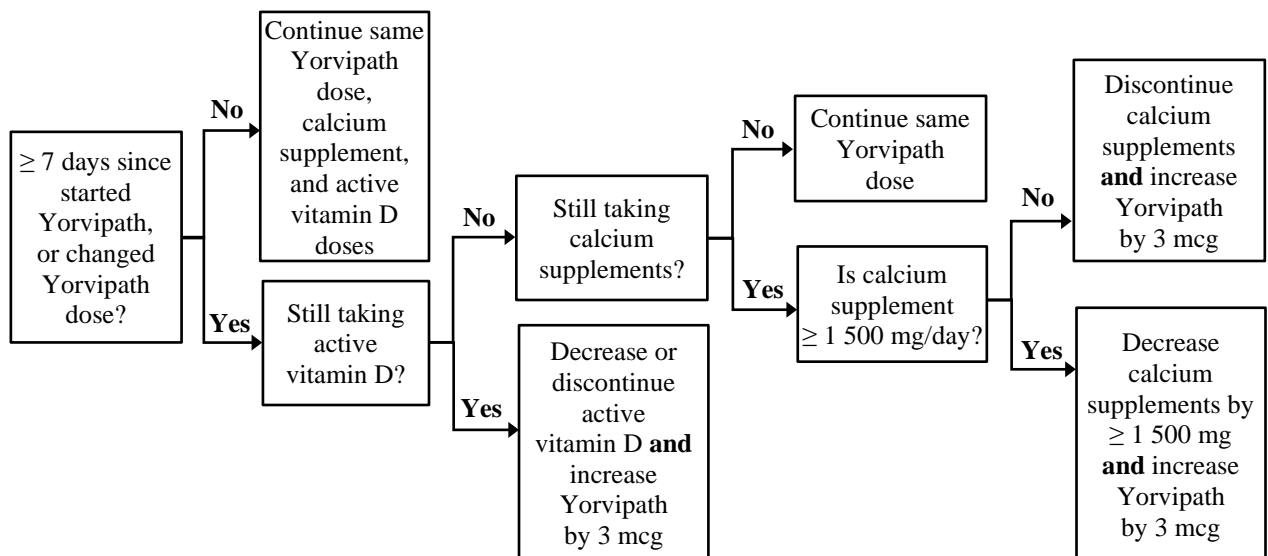 ≥ 7 days since
started
Yorvipath,
or changed
Yorvipath
dose?
No
Continue same
Yorvipath
dose,
calcium
supplement,
and active
vitamin D
doses
Yes
Still taking
active
vitamin D?
No
Still taking
calcium
supplements?
Yes
Decrease or
discontinue
active
vitamin D and
increase
Yorvipath
by 3 mcg
No
Continue same
Yorvipath
dose
Yes
Is calcium
supplement
≥ 1 500 mg/day?
No
Discontinue
calcium
supplements
and increase
Yorvipath
by 3 mcg
Yes
Decrease
calcium
supplements by
≥ 1 500 mg
and increase
Yorvipath
by 3 mcg